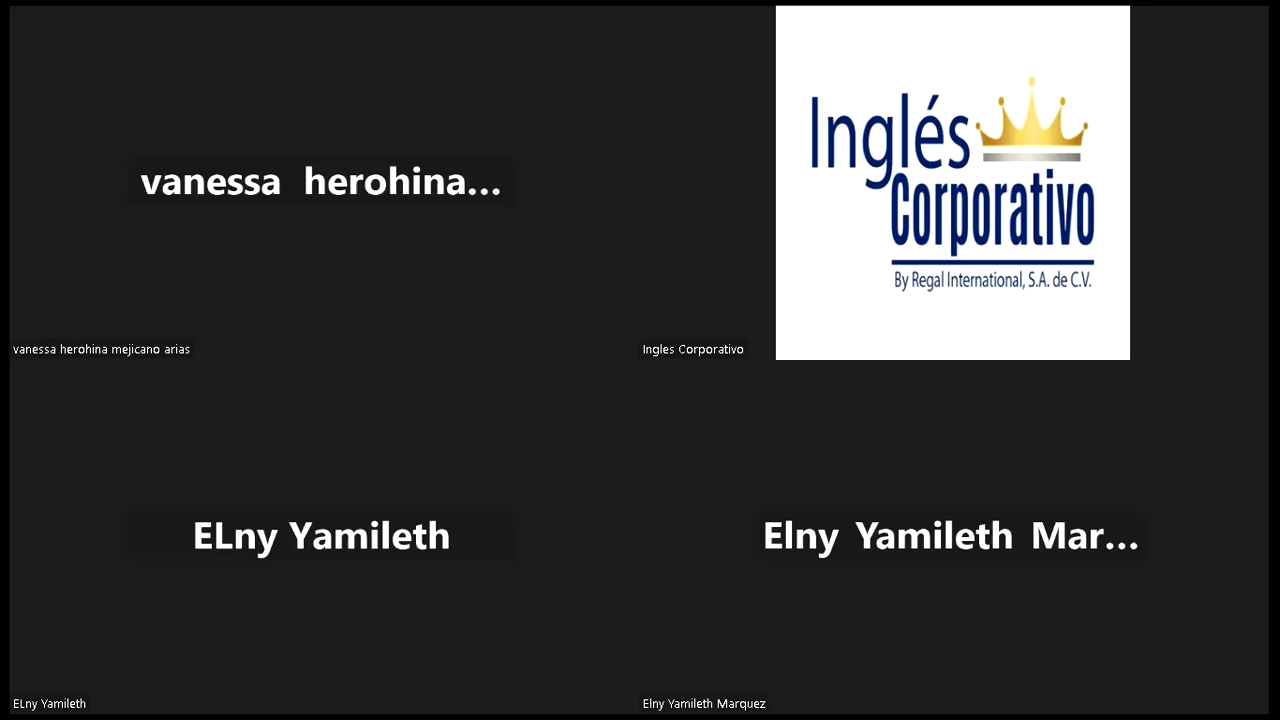 vanessa herohina...
Inglés
Corporativo
By Regal International, S.A. de C.V.
vanessa herohina mejicano arias
Ingles Corporativo
ELny Yamileth
Elny Yamileth Mar...
ELny Yamileth
Elny Yamileth Marquez